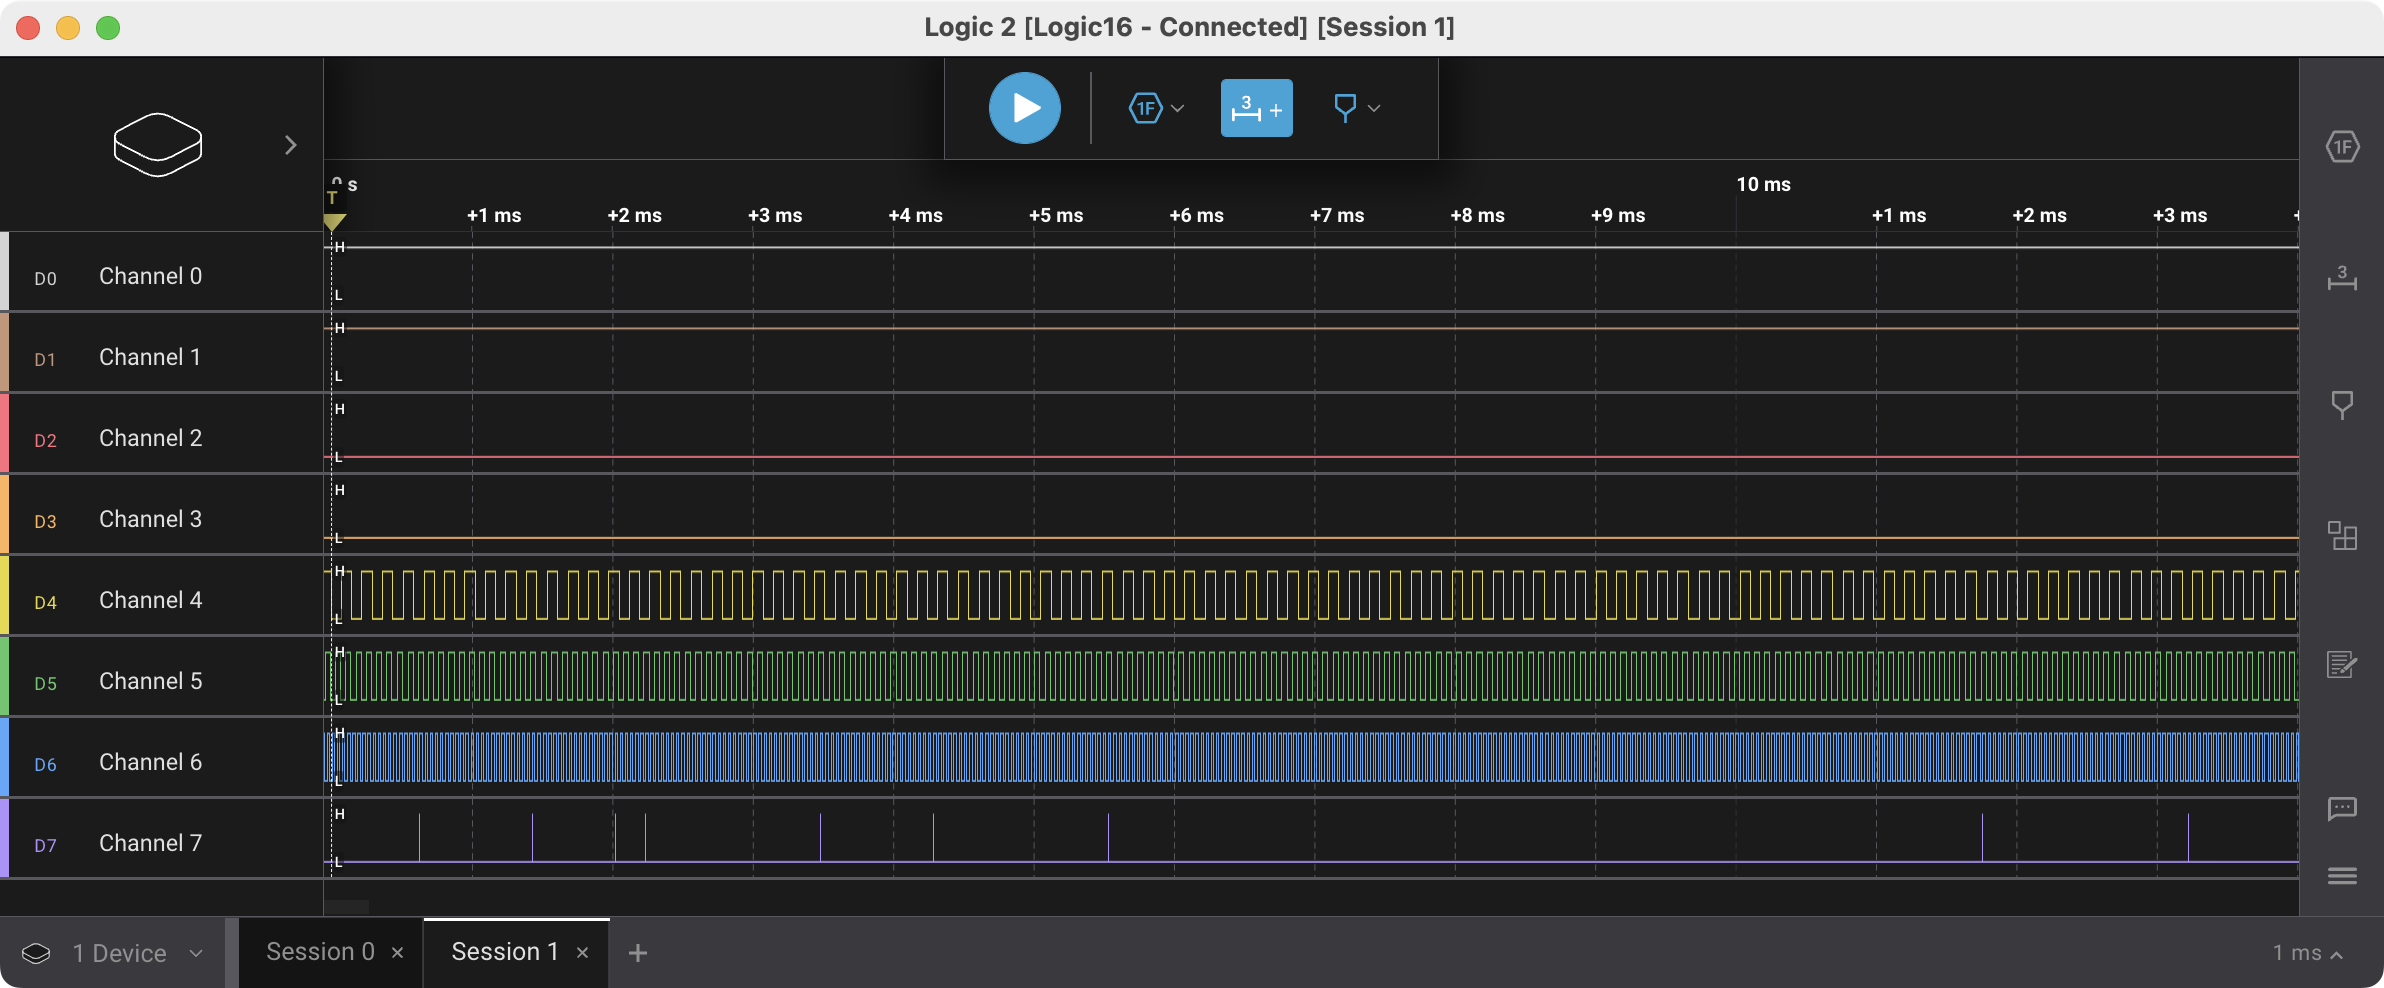 Logic 2 [Logic16 - Connected] [Session 1]
1F
3
+
1F
0 s
10 ms
T
+1 ms
+2 ms
+3 ms
+4 ms
+5 ms
+6 ms
+7 ms
+8 ms
+9 ms
+1 ms
+2 ms
+3 ms
H
D0 Channel 0
L
3
H
D1 Channel 1
L
H
D2 Channel 2
L
H
D3 Channel 3
L
H
D4 Channel 4
L
H
D5 Channel 5
L
H
D6 Channel 6
L
H
D7 Channel 7
L
1 Device
Session 0 ×
Session 1 ×
+
1 ms